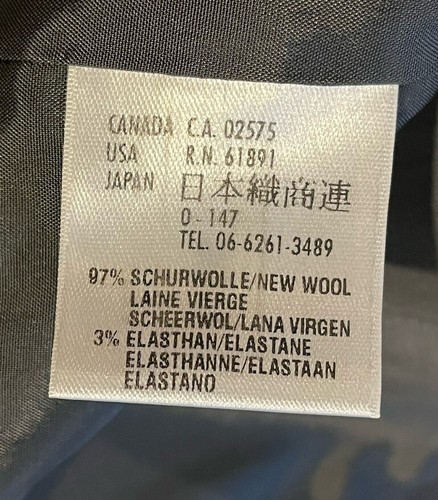 CANADA C.A. 02575
USA R.N. 61891
JAPAN 日本織商連
O-147
TEL. 06-6261-3489
97% SCHURWOLLE/NEW WOOL
LAINE VIERGE
SCHEERWOL/LANA VIRGEN
3% ELASTHAN/ELASTANE
ELASTHANNE/ELASTAAN
ELASTANO